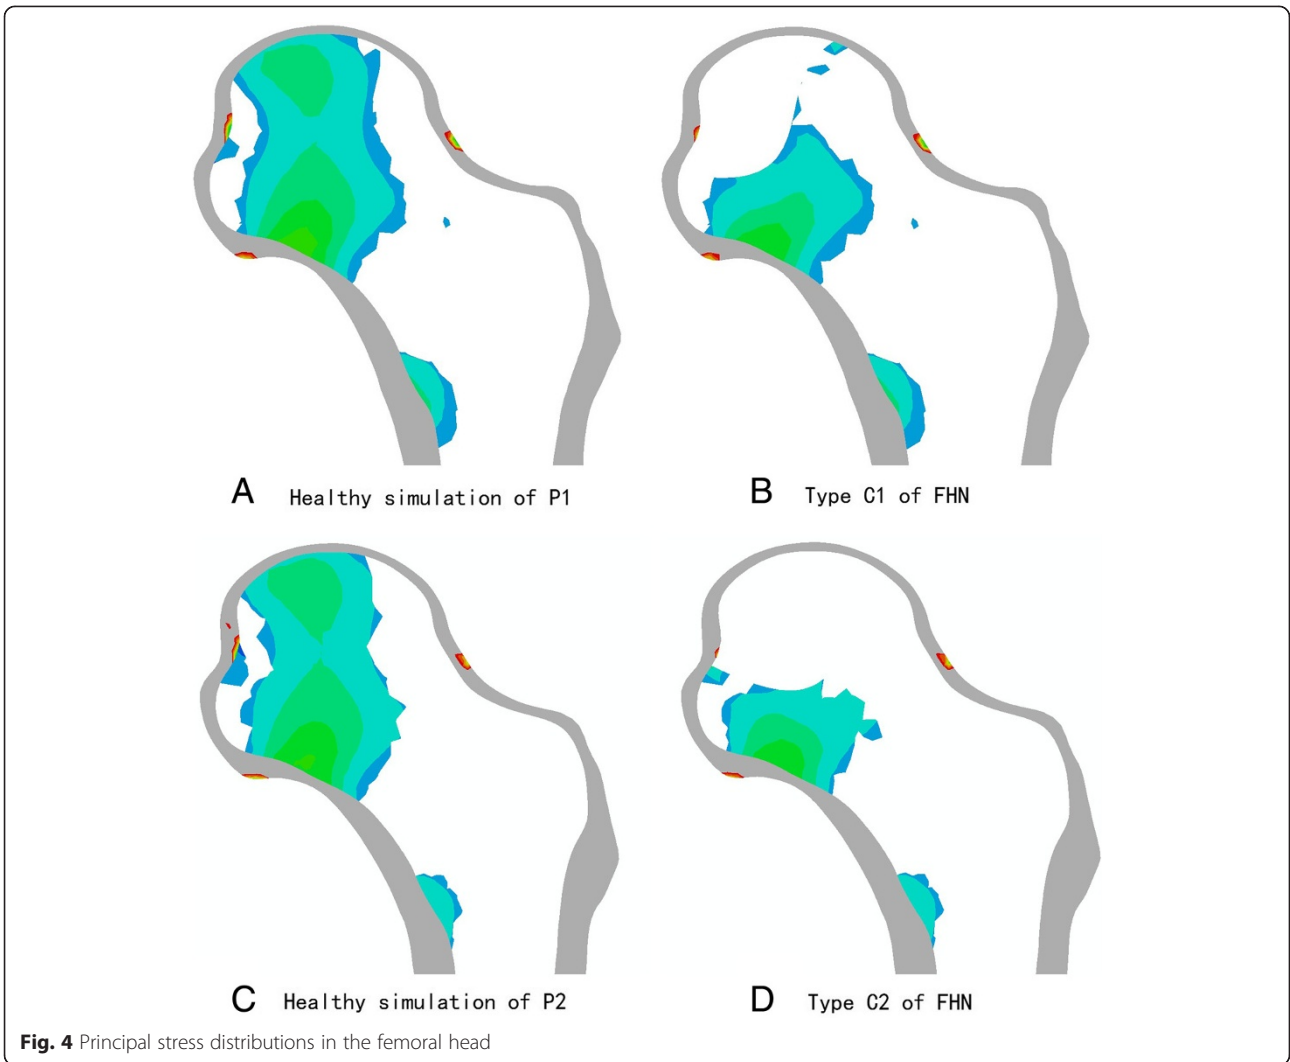 A Healthy simulation of P1
B Type C1 of FHN
C Healthy simulation of P2
D Type C2 of FHN
Fig. 4 Principal stress distributions in the femoral head